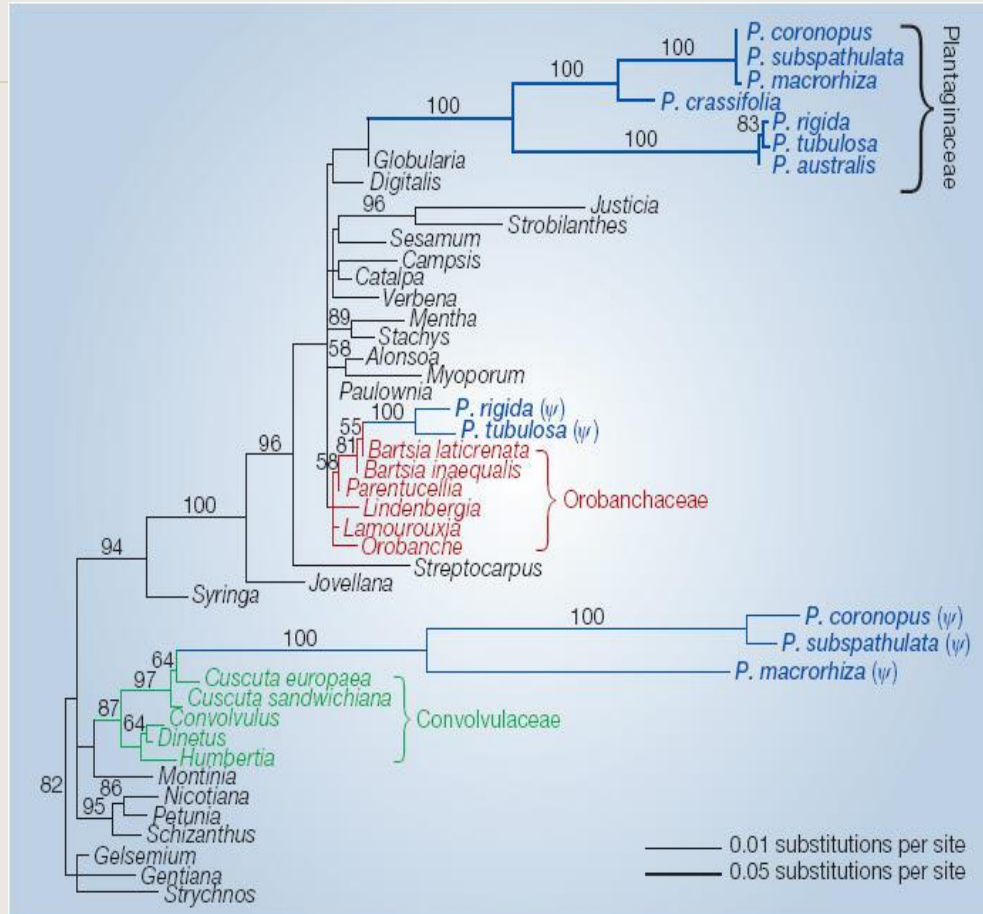 P. coronopus
100
P. subspathulata
100
P. macrorhiza
100
P. crassifolia
83
P. rigida
P. tubulosa
100
P. australis
Plantaginaceae
Globularia
Digitalis
96
Justicia
Strobilanthes
Sesamum
Campsis
Catalpa
Verbena
89
Mentha
Stachys
58
Alonsoa
Myoporum
Paulownia
100
P. rigida (ψ)
55
P. tubulosa (ψ)
81
Bartsia laticrenata
58
Bartsia inaequalis
Parentucellia
Orobanchaceae
Lindenbergia
Lamourouxia
Orobanche
96
Streptocarpus
100
Jovellana
94
Syringa
100
P. coronopus (ψ)
100
P. subspathulata (ψ)
P. macrorhiza (ψ)
64
Cuscuta europaea
97
Cuscuta sandwichiana
87
64
Convolvulus
Convolvulaceae
Dinetus
Humbertia
Montinia
82
86
Nicotiana
95
Petunia
Schizanthus
Gelsemium
Gentiana
Strychnos
0.01 substitutions per site
0.05 substitutions per site